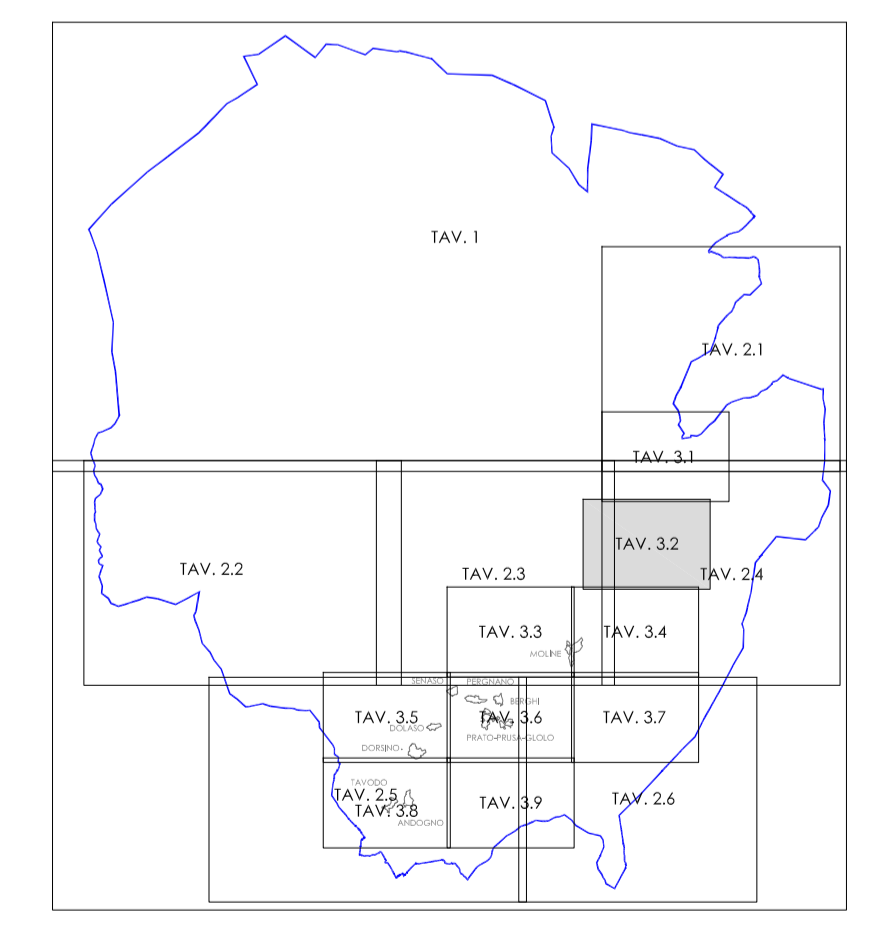 TAV. 1
TAV. 2.1
TAV. 3.1
TAV. 3.2
TAV. 2.2
TAV. 2.3
TAV. 2.4
TAV. 3.3
TAV. 3.4
MOLINE
SENASO
PERGNANO
BERGHI
TAV. 3.5
TAV. 3.6
TAV. 3.7
DOLASO
PRATO-PRUSA-GLOLO
DORSINO
TAVODO
TAV. 2.5
TAV. 2.6
TAV. 3.8
TAV. 3.9
ANDOGNO